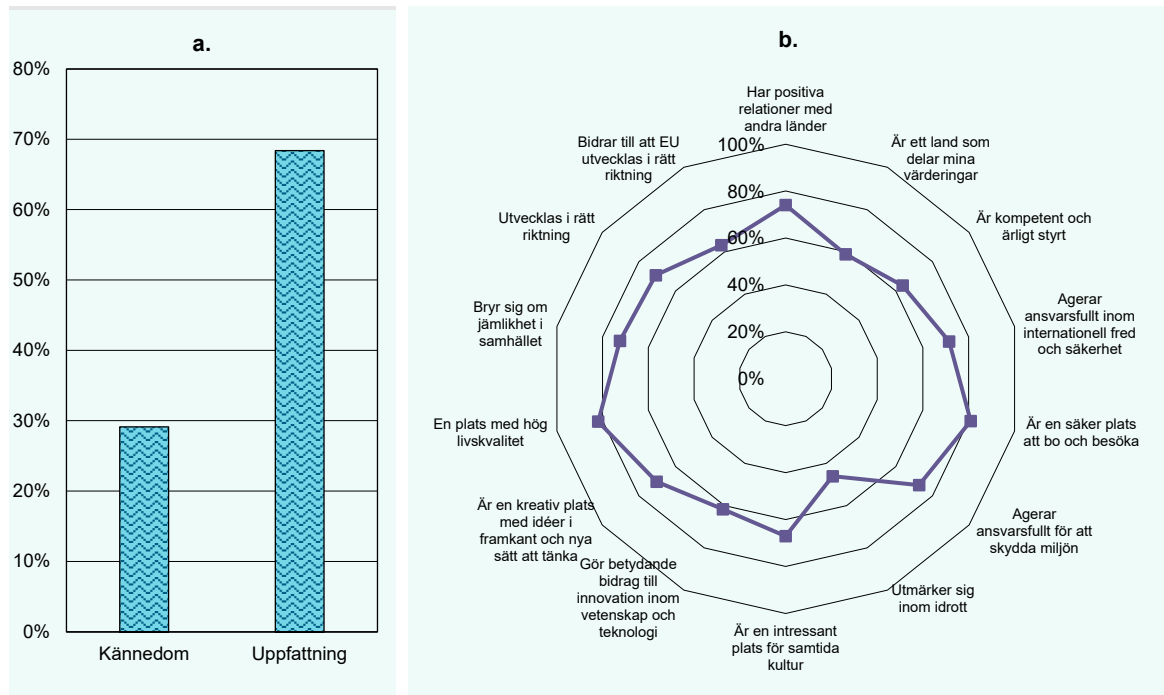 a.
80%
70%
60%
50%
40%
30%
20%
10%
0%
Kännedom
Uppfattning
b.
Har positiva
relationer med
andra länder
Är ett land som
delar mina
värderingar
Är kompetent och
ärligt styrt
Agerar
ansvarsfullt inom
internationell fred
och säkerhet
Är en säker plats
att bo och besöka
Agerar
ansvarsfullt för att
skydda miljön
Utmärker sig
inom idrott
Är en intressant
plats för samtida
kultur
Gör betydande
bidrag till
innovation inom
vetenskap och
teknologi
Är en kreativ plats
med idéer i
framkant och nya
sätt att tänka
En plats med hög
livskvalitet
Bryr sig om
jämlikhet i
samhället
Utvecklas i rätt
riktning
Bidrar till att EU
utvecklas i rätt
riktning
100%
80%
60%
40%
20%
0%